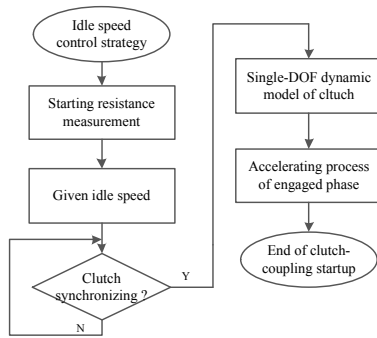 Idle speed
control strategy
Starting resistance
measurement
Given idle speed
Clutch
synchronizing ?
N
Y
Single-DOF dynamic
model of cltuch
Accelerating process
of engaged phase
End of clutch-
coupling startup